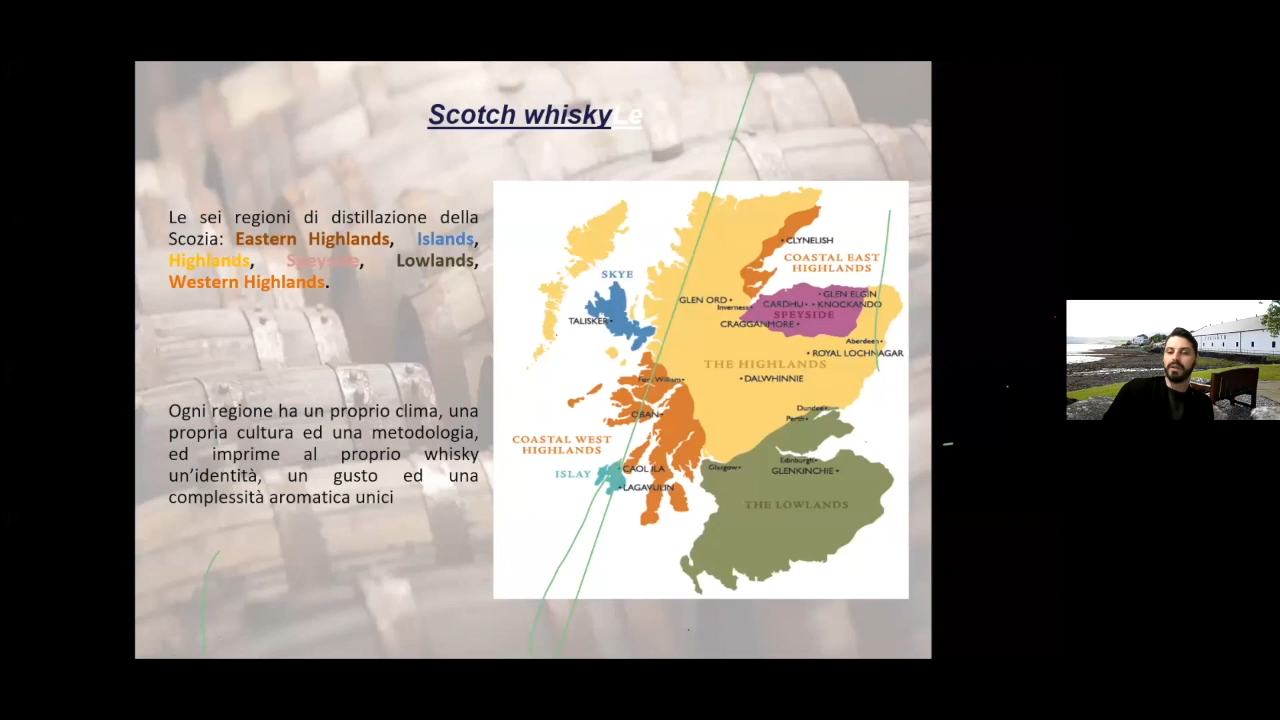 Scotch whiskyLe
Le sei regioni di distillazione della
Scozia: Eastern Highlands, Islands,
Highlands, Speyside, Lowlands,
Western Highlands.
Ogni regione ha un proprio clima, una
propria cultura ed una metodologia,
ed imprime al proprio whisky
un’identità, un gusto ed una
complessità aromatica unici
CLYNELISH
COASTAL EAST
HIGHLANDS
SKYE
TALISKER
GLEN ORD
Inverness
GLEN ELGIN
CARDHU
KNOCKANDO
SPEYSIDE
CRAGGANMORE
Aberdeen
ROYAL LOCHNAGAR
THE HIGHLANDS
DALWHINNIE
Fort William
OBAN
Dundee
Perth
COASTAL WEST
HIGHLANDS
ISLAY
CAOL ILA
LAGAVULIN
Glasgow
Edinburgh
GLENKINCHIE
THE LOWLANDS